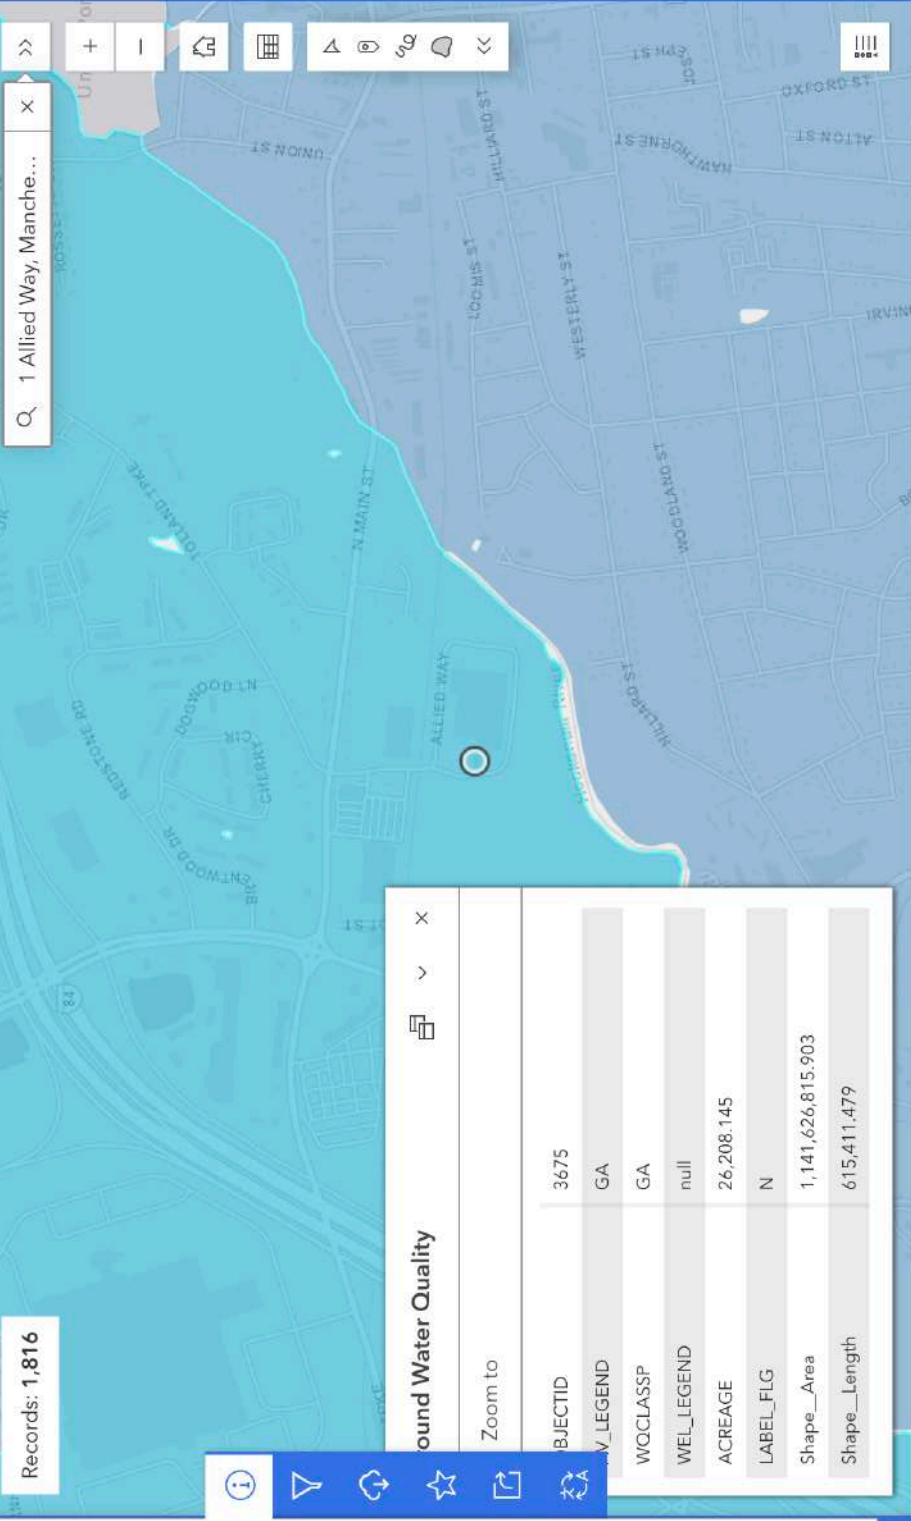 Records: 1,816
1 Allied Way, Manche...
ound Water Quality
Zoom to
BJECTID 3675
V_LEGEND GA
WQCLASSP GA
WEL_LEGEND null
ACREAGE 26,208.145
LABEL_FLG N
Shape__Area 1,141,626,815.903
Shape__Length 615,411.479
84
REDSTONE RD
DOGWOOD LN
CHERRY CIR
BRENTWOOD DR
TOLLAND TPKE
N MAIN ST
ALLIED WAY
UNION ST
HILLIARD ST
LOOMIS ST
WESTERLY ST
HILLIARD ST
WOODLAND ST
HAWTHORNE ST
OXFORD ST
ALTON ST
IRVIN